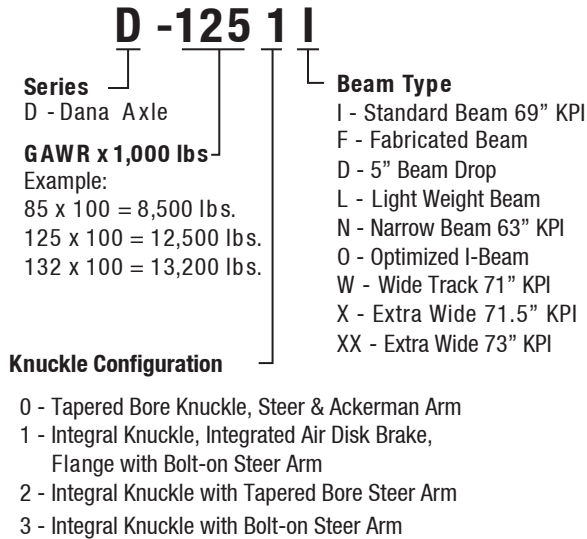 D -125 1 I
Series
D - Dana Axle
GAWR x 1,000 lbs
Example:
85 x 100 = 8,500 lbs.
125 x 100 = 12,500 lbs.
132 x 100 = 13,200 lbs.
Beam Type
I - Standard Beam 69” KPI
F - Fabricated Beam
D - 5” Beam Drop
L - Light Weight Beam
N - Narrow Beam 63” KPI
O - Optimized I-Beam
W - Wide Track 71” KPI
X - Extra Wide 71.5” KPI
XX - Extra Wide 73” KPI
Knuckle Configuration
0 - Tapered Bore Knuckle, Steer & Ackerman Arm
1 - Integral Knuckle, Integrated Air Disk Brake,
Flange with Bolt-on Steer Arm
2 - Integral Knuckle with Tapered Bore Steer Arm
3 - Integral Knuckle with Bolt-on Steer Arm